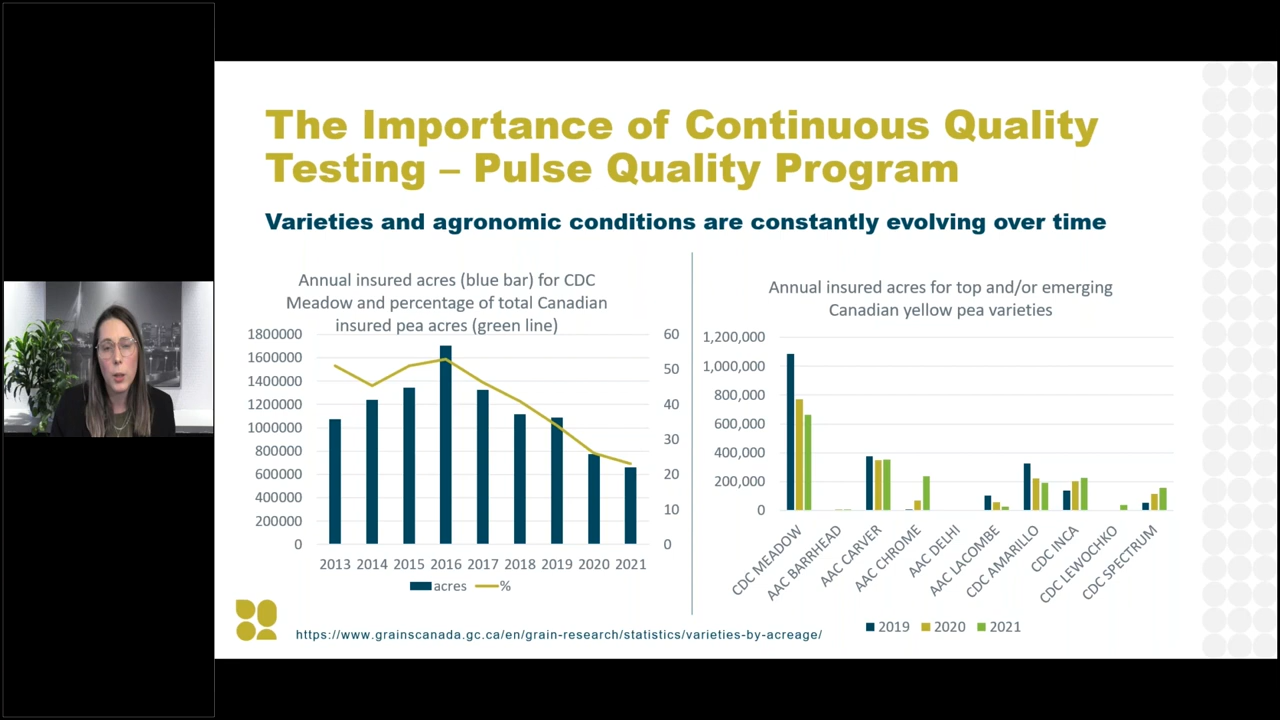 The Importance of Continuous Quality
Testing – Pulse Quality Program
Varieties and agronomic conditions are constantly evolving over time
Annual insured acres (blue bar) for CDC
Meadow and percentage of total Canadian
insured pea acres (green line)
1800000
1600000
1400000
1200000
1000000
800000
600000
400000
200000
0
60
50
40
30
20
10
0
2013 2014 2015 2016 2017 2018 2019 2020 2021
acres %
Annual insured acres for top and/or emerging
Canadian yellow pea varieties
1,200,000
1,000,000
800,000
600,000
400,000
200,000
0
CDC MEADOW
AAC BARRHEAD
AAC CARVER
AAC CHROME
AAC DELHI
AAC LACOMBE
CDC AMARILLO
CDC INCA
CDC LEWOCHKO
CDC SPECTRUM
2019 2020 2021
https://www.grainscanada.gc.ca/en/grain-research/statistics/varieties-by-acreage/